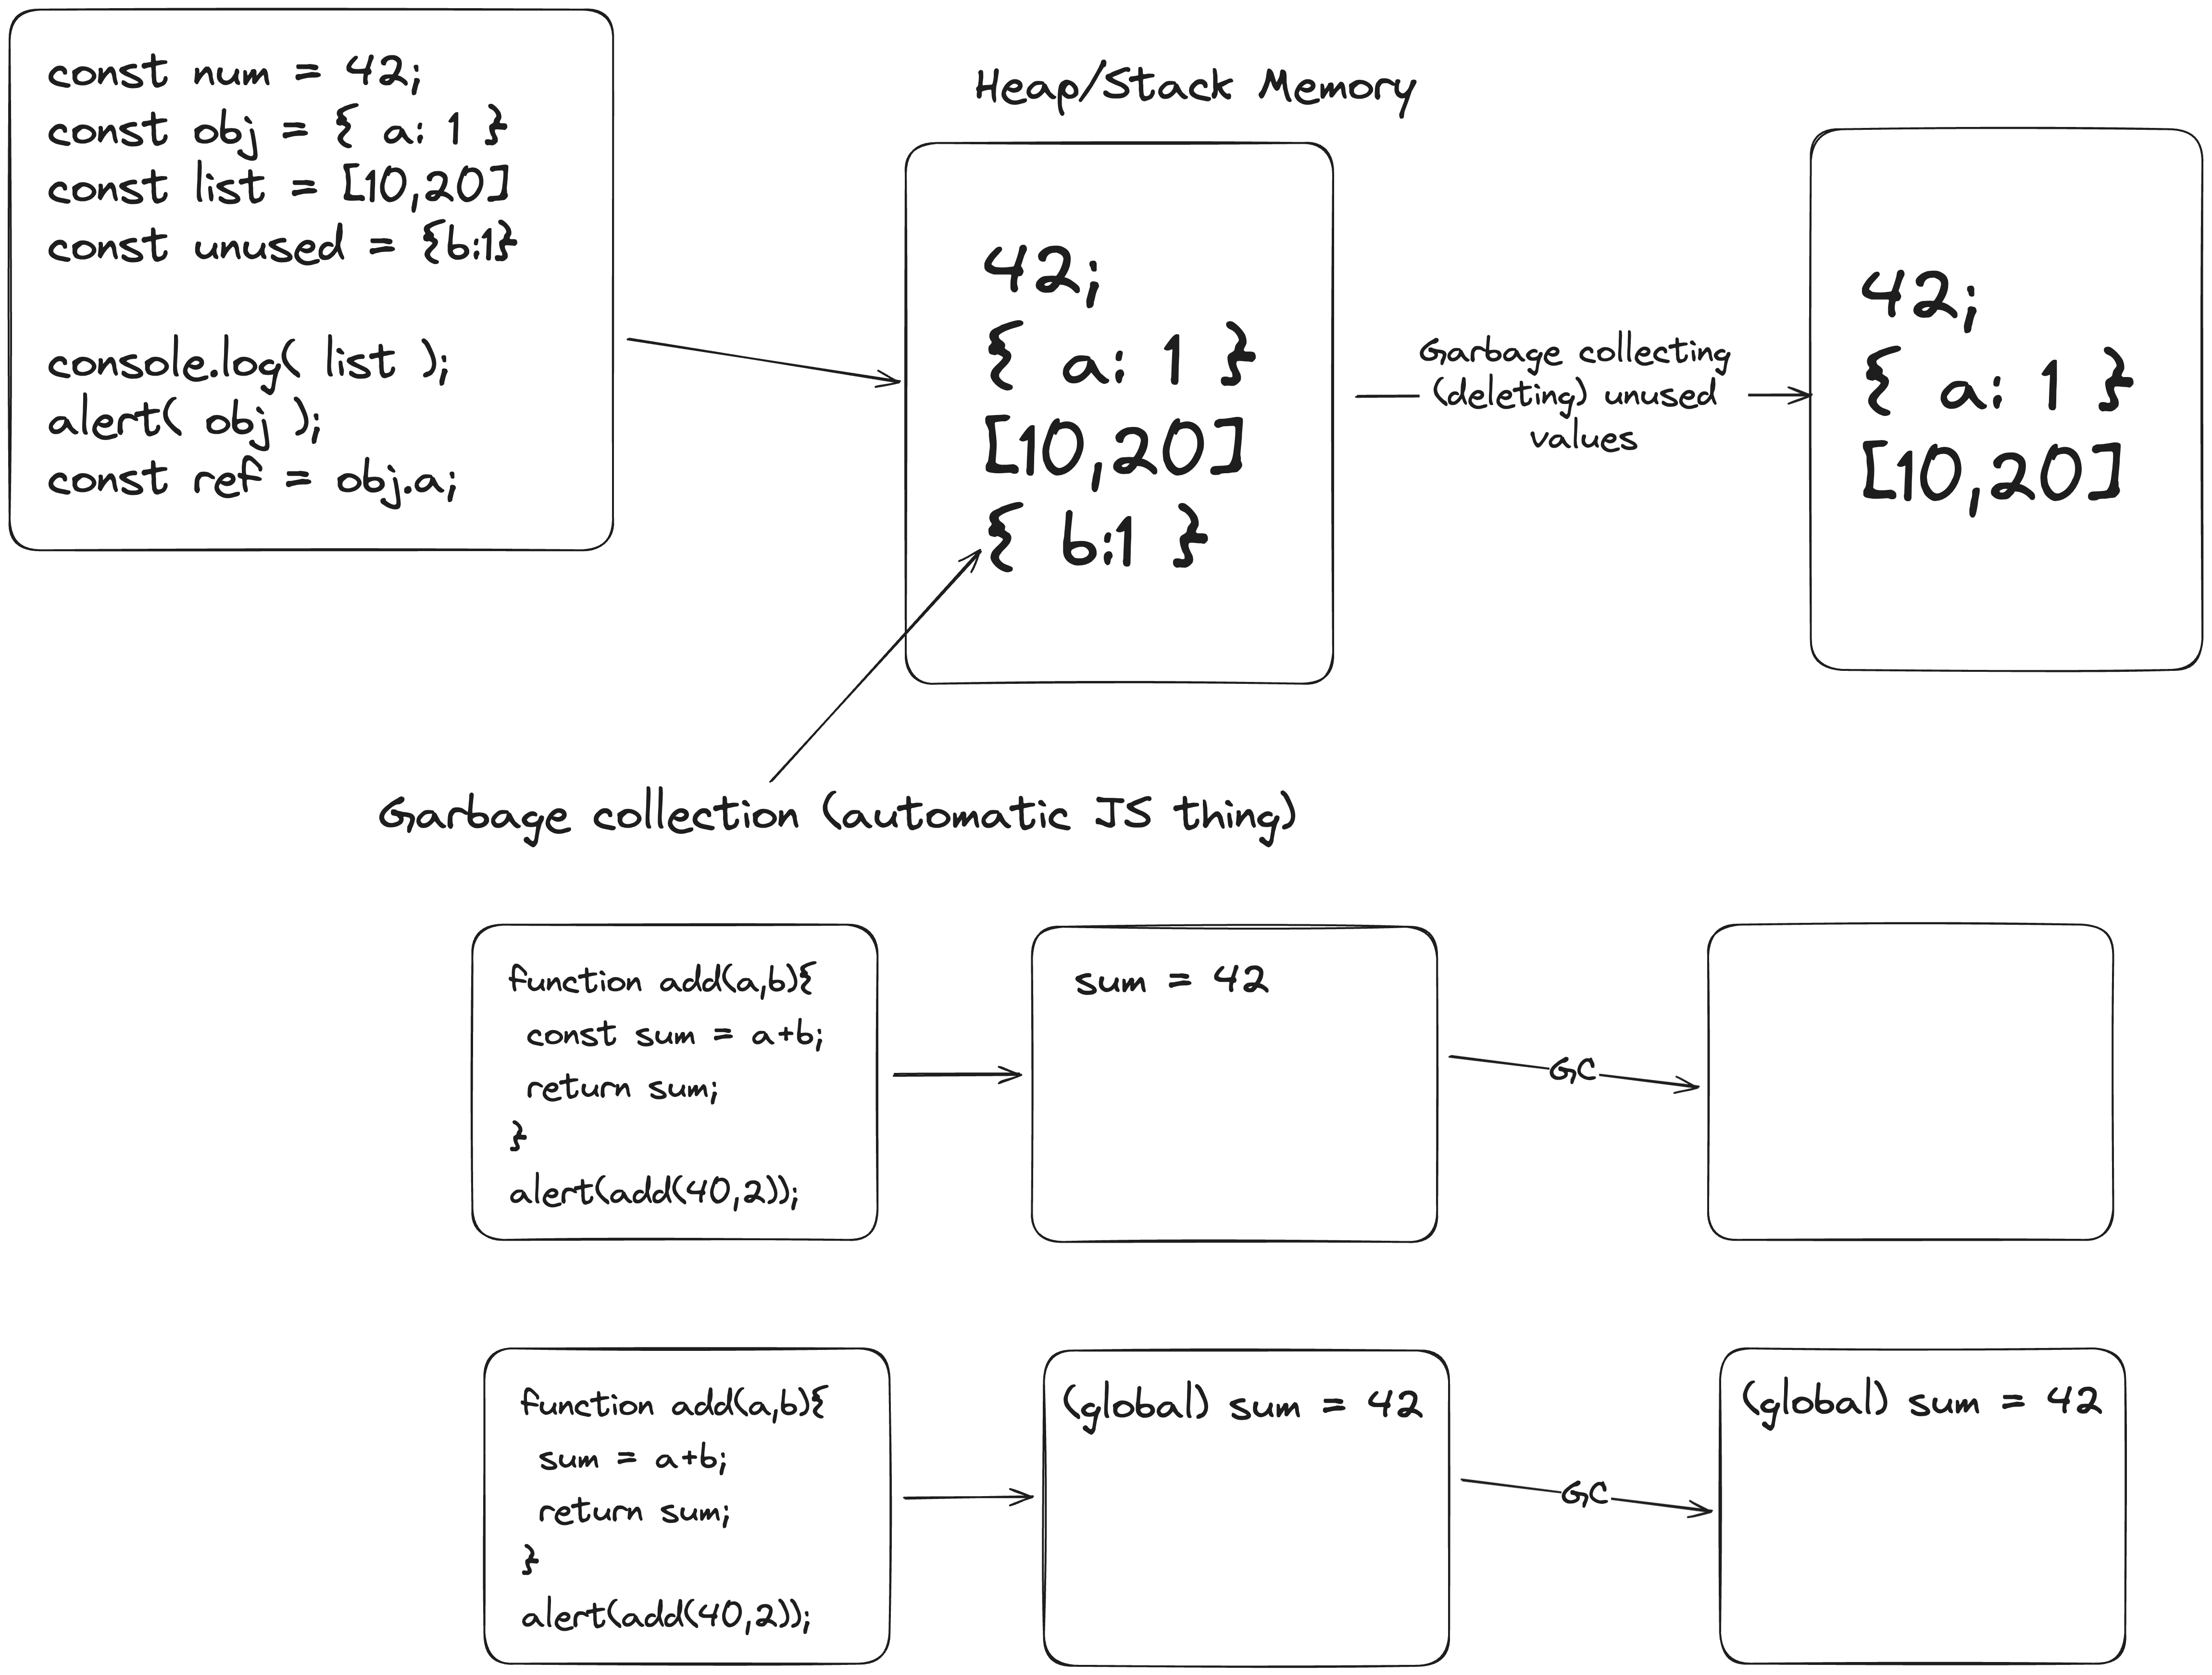 const num = 42;
const obj = { a: 1 }
const list = [10,20]
const unused = {b:1}
console.log( list );
alert( obj );
const ref = obj.a;
Heap/Stack Memory
42;
{ a: 1 }
[10,20]
{ b:1 }
Garbage collecting
(deleting) unused
values
42;
{ a: 1 }
[10,20]
Garbage collection (automatic JS thing)
function add(a,b){
const sum = a+b;
return sum;
}
alert(add(40,2));
sum = 42
GC
function add(a,b){
sum = a+b;
return sum;
}
alert(add(40,2));
(global) sum = 42
GC
(global) sum = 42